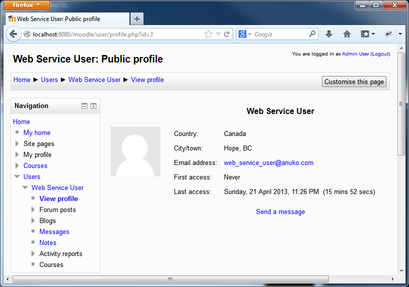 Firefox
Web Service User: Public profile
localhost:8080/moodle/user/profile.php?id=3
Google
Web Service User: Public profile
You are logged in as Admin User (Logout)
Home ► Users ► Web Service User ► View profile
Customise this page
Navigation
Home
My home
Site pages
My profile
Courses
Users
Web Service User
View profile
Forum posts
Blogs
Messages
Notes
Activity reports
Courses
Web Service User
Country: Canada
City/town: Hope, BC
Email address: web_service_user@anuko.com
First access: Never
Last access: Sunday, 21 April 2013, 11:26 PM (15 mins 52 secs)
Send a message